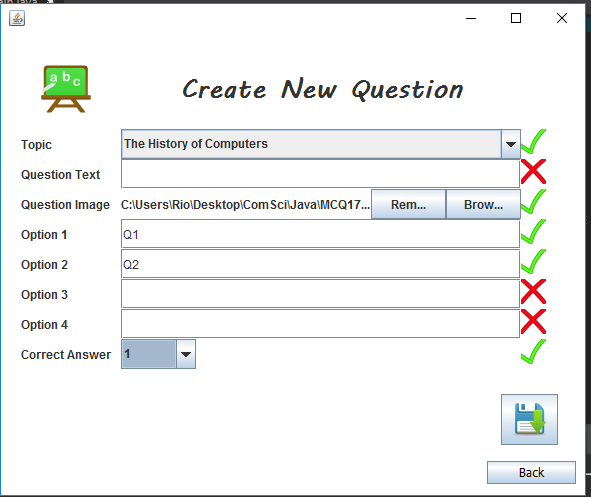 a b c
Create New Question
Topic The History of Computers
Question Text
Question Image C:\Users\Rio\Desktop\ComSci\Java\MCQ17... Rem... Brow...
Option 1 Q1
Option 2 Q2
Option 3
Option 4
Correct Answer 1
Back